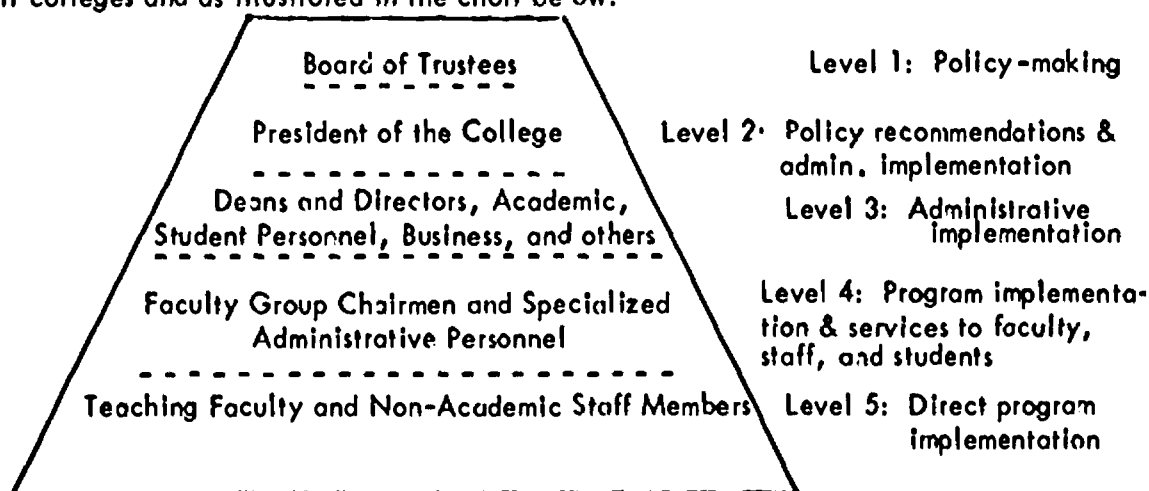 colleges and as illustrated in the chart below.
Board of Trustees
Level 1: Policy-making
President of the College
Level 2: Policy recommendations &
admin. implementation
Deans and Directors, Academic,
Student Personnel, Business, and others
Level 3: Administrative
implementation
Faculty Group Chairmen and Specialized
Administrative Personnel
Level 4: Program implementa-
tion & services to faculty,
staff, and students
Teaching Faculty and Non-Academic Staff Members
Level 5: Direct program
implementation